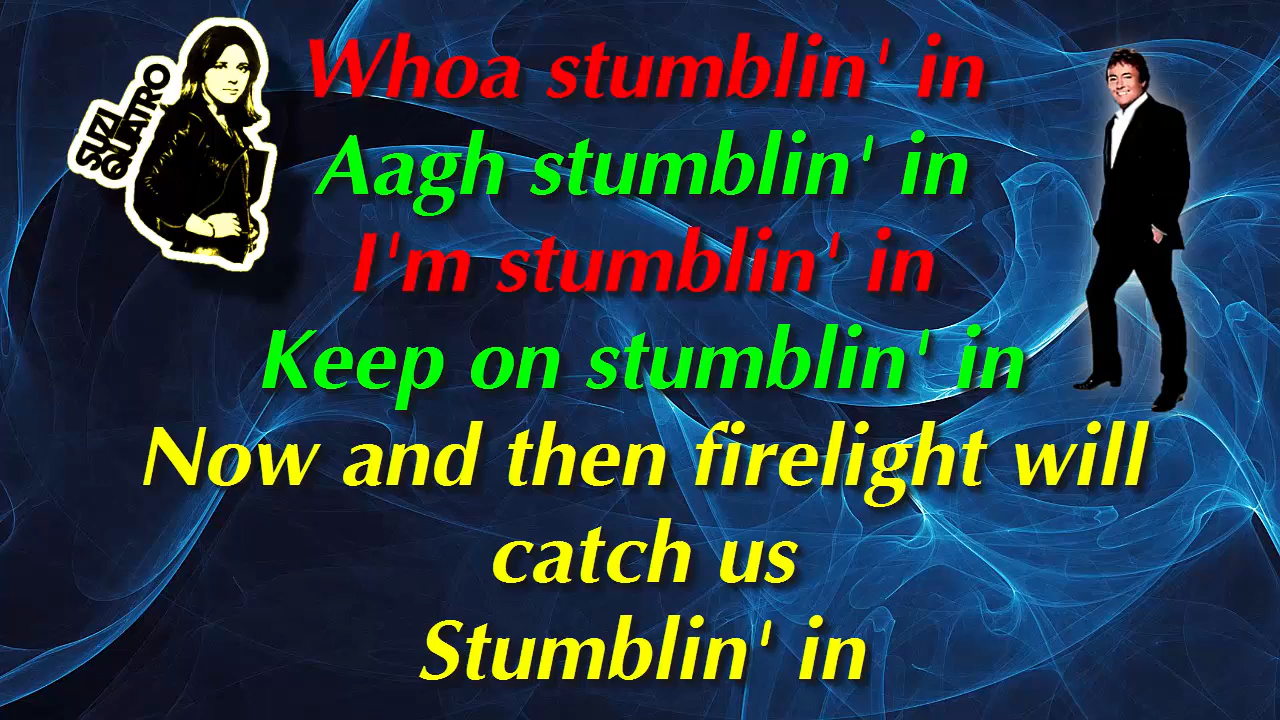 SUZI
QUATRO
Whoa stumblin' in
Aagh stumblin' in
I'm stumblin' in
Keep on stumblin' in
Now and then firelight will
catch us
Stumblin' in